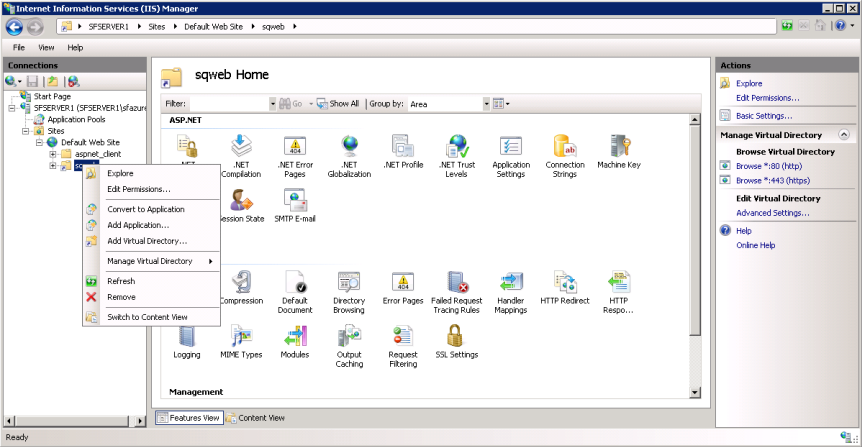 Internet Information Services (IIS) Manager
SFSERVER1 Sites Default Web Site sqweb
File View Help
Connections
Start Page
SFSERVER1 (SFSERVER1\sfazure
Application Pools
Sites
Default Web Site
aspnet_client
Explore
Edit Permissions...
Convert to Application
Add Application...
Add Virtual Directory...
Manage Virtual Directory
Refresh
Remove
Switch to Content View
sqweb Home
Filter: Go Show All Group by: Area
ASP.NET
.NET Compilation
.NET Error Pages
.NET Globalization
.NET Profile
.NET Trust Levels
Application Settings
Connection Strings
Machine Key
Session State
SMTP E-mail
Compression
Default Document
Directory Browsing
Error Pages
Failed Request Tracing Rules
Handler Mappings
HTTP Redirect
HTTP Respo...
Logging
MIME Types
Modules
Output Caching
Request Filtering
SSL Settings
Management
Features View Content View
Actions
Explore
Edit Permissions...
Basic Settings...
Manage Virtual Directory
Browse Virtual Directory
Browse *:80 (http)
Browse *:443 (https)
Edit Virtual Directory
Advanced Settings...
Help
Online Help
Ready